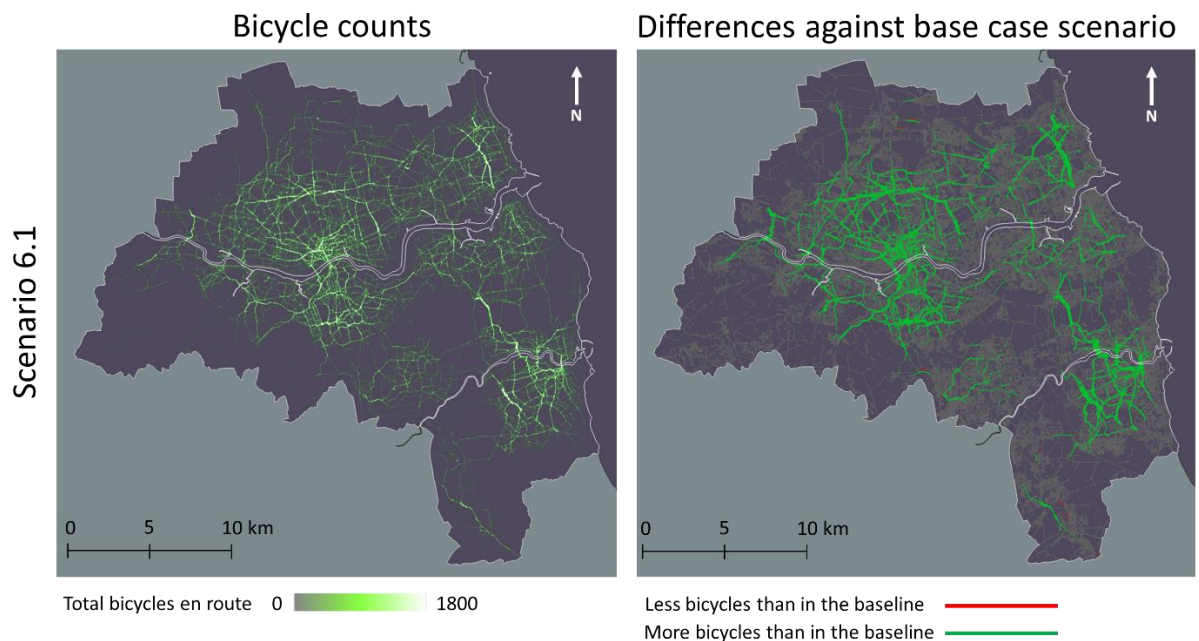 Bicycle counts
Differences against base case scenario
Scenario 6.1
N
N
0 5 10 km
0 5 10 km
Total bicycles en route 0 1800
Less bicycles than in the baseline
More bicycles than in the baseline